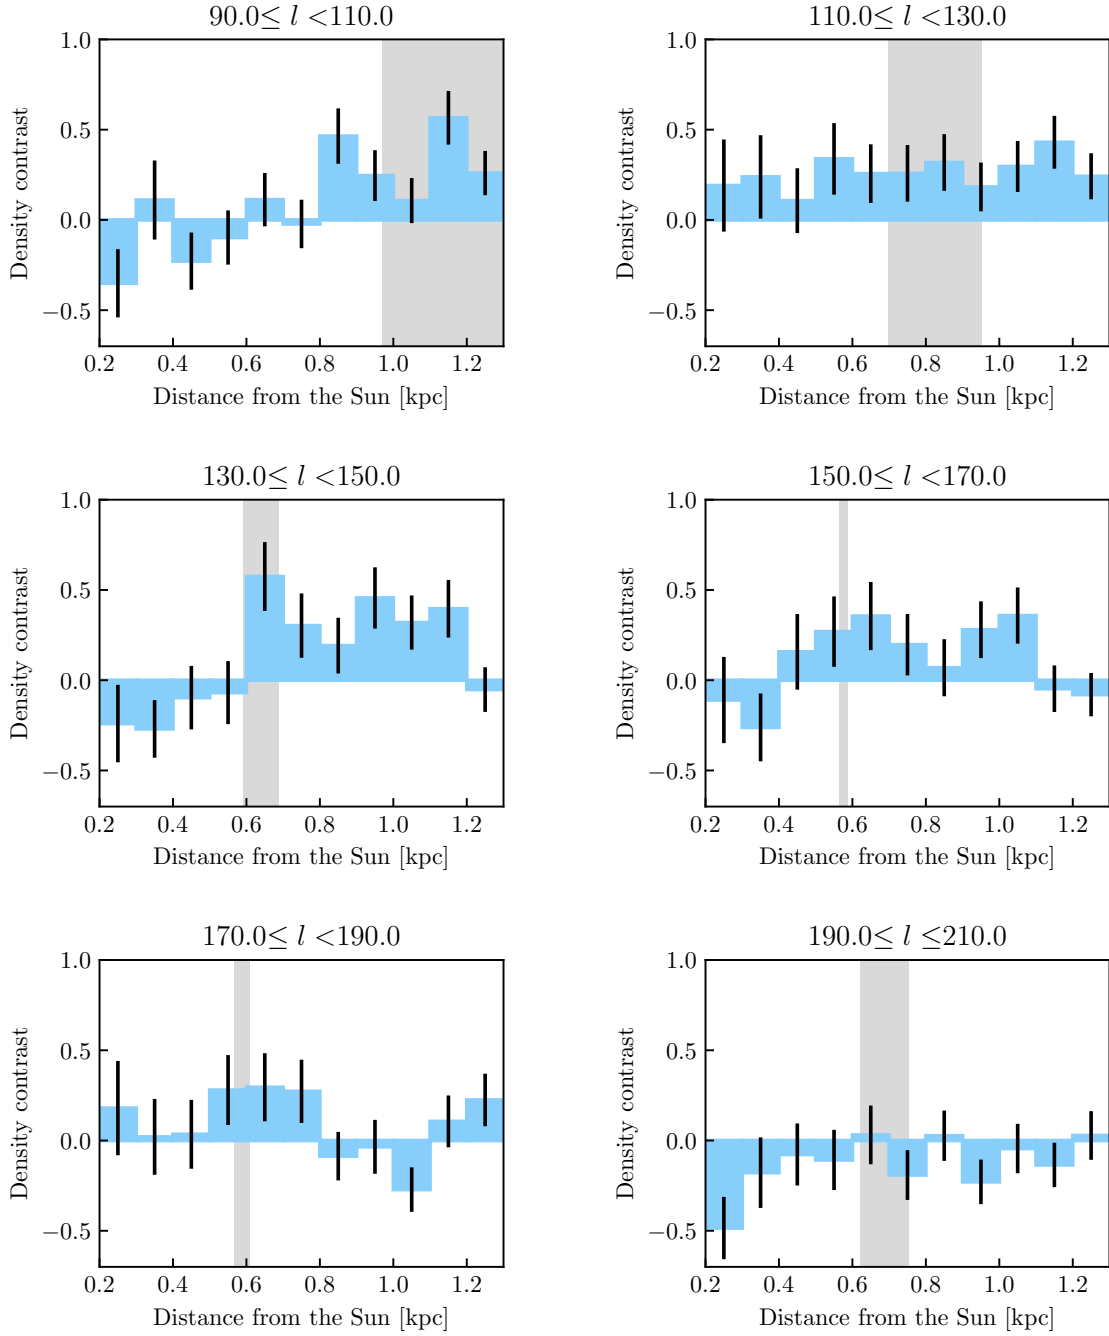 90.0≤ l <110.0
1.0
0.5
0.0
−0.5
Density contrast
0.2 0.4 0.6 0.8 1.0 1.2
Distance from the Sun [kpc]
110.0≤ l <130.0
1.0
0.5
0.0
−0.5
Density contrast
0.2 0.4 0.6 0.8 1.0 1.2
Distance from the Sun [kpc]
130.0≤ l <150.0
1.0
0.5
0.0
−0.5
Density contrast
0.2 0.4 0.6 0.8 1.0 1.2
Distance from the Sun [kpc]
150.0≤ l <170.0
1.0
0.5
0.0
−0.5
Density contrast
0.2 0.4 0.6 0.8 1.0 1.2
Distance from the Sun [kpc]
170.0≤ l <190.0
1.0
0.5
0.0
−0.5
Density contrast
0.2 0.4 0.6 0.8 1.0 1.2
Distance from the Sun [kpc]
190.0≤ l ≤210.0
1.0
0.5
0.0
−0.5
Density contrast
0.2 0.4 0.6 0.8 1.0 1.2
Distance from the Sun [kpc]